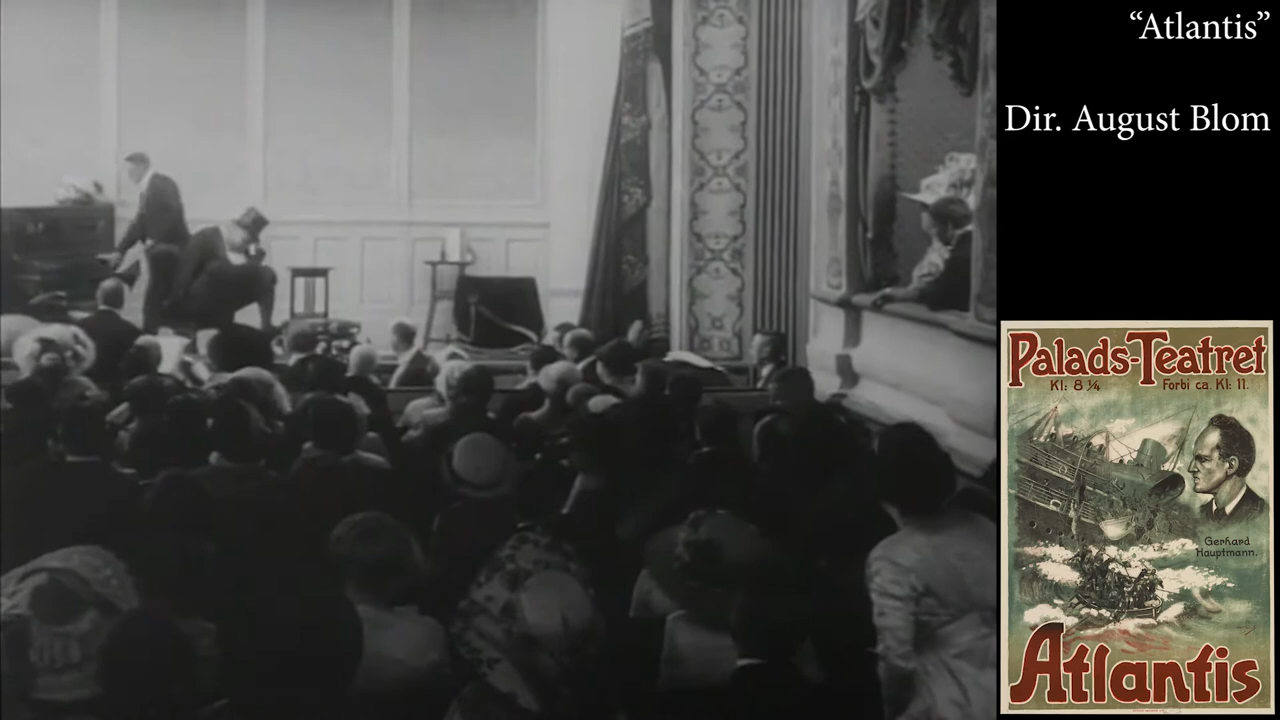 “Atlantis”
Dir. August Blom
Palads-Teatret
Kl: 8 ¼ Forbi ca. Kl: 11.
Gerhard
Hauptmann.
Atlantis